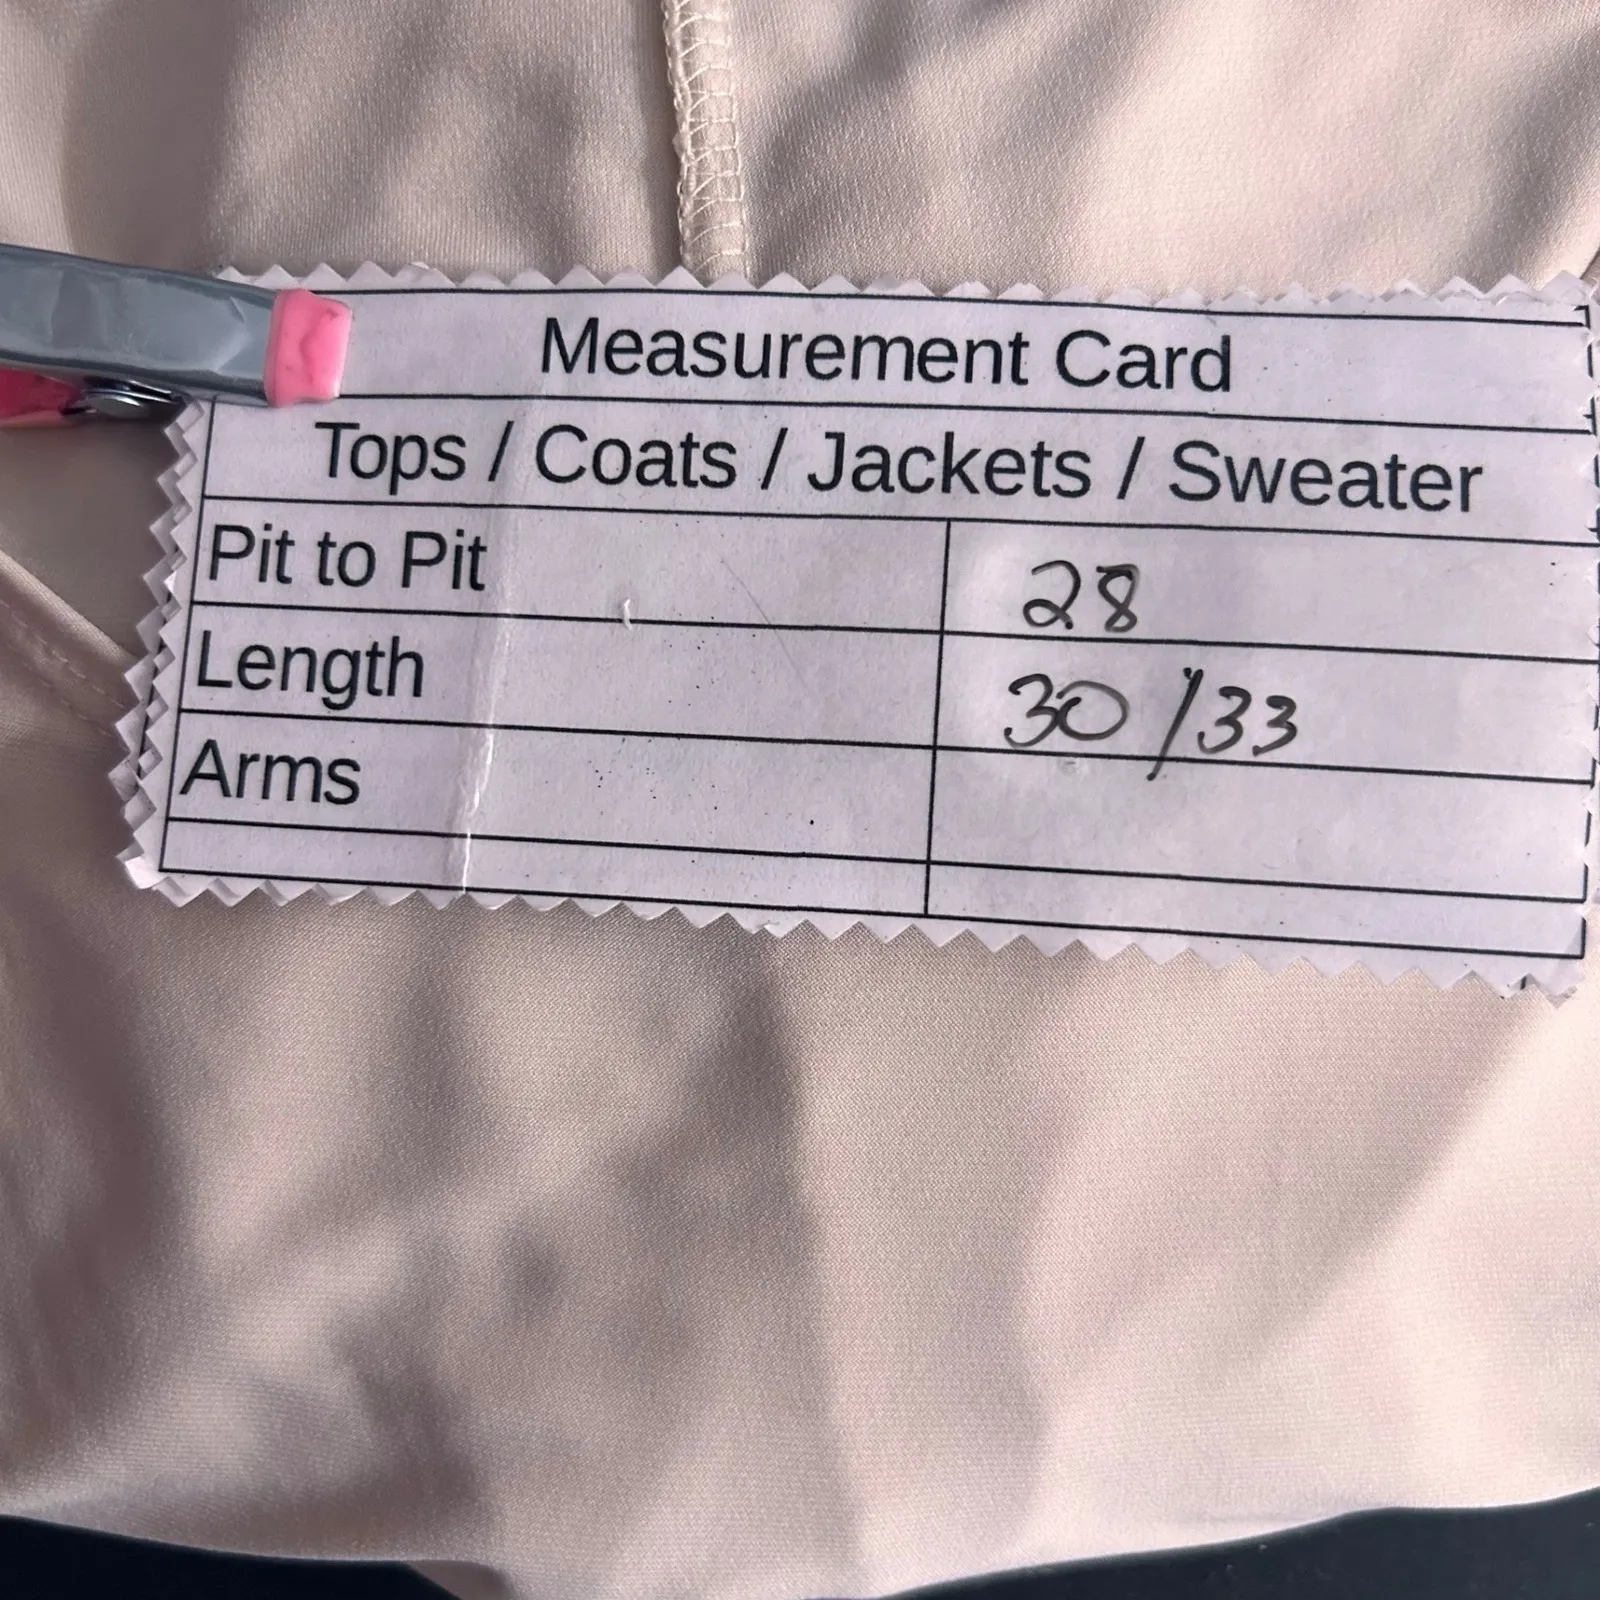 Measurement Card
Tops / Coats / Jackets / Sweater
Pit to Pit 28
Length 30 / 33
Arms